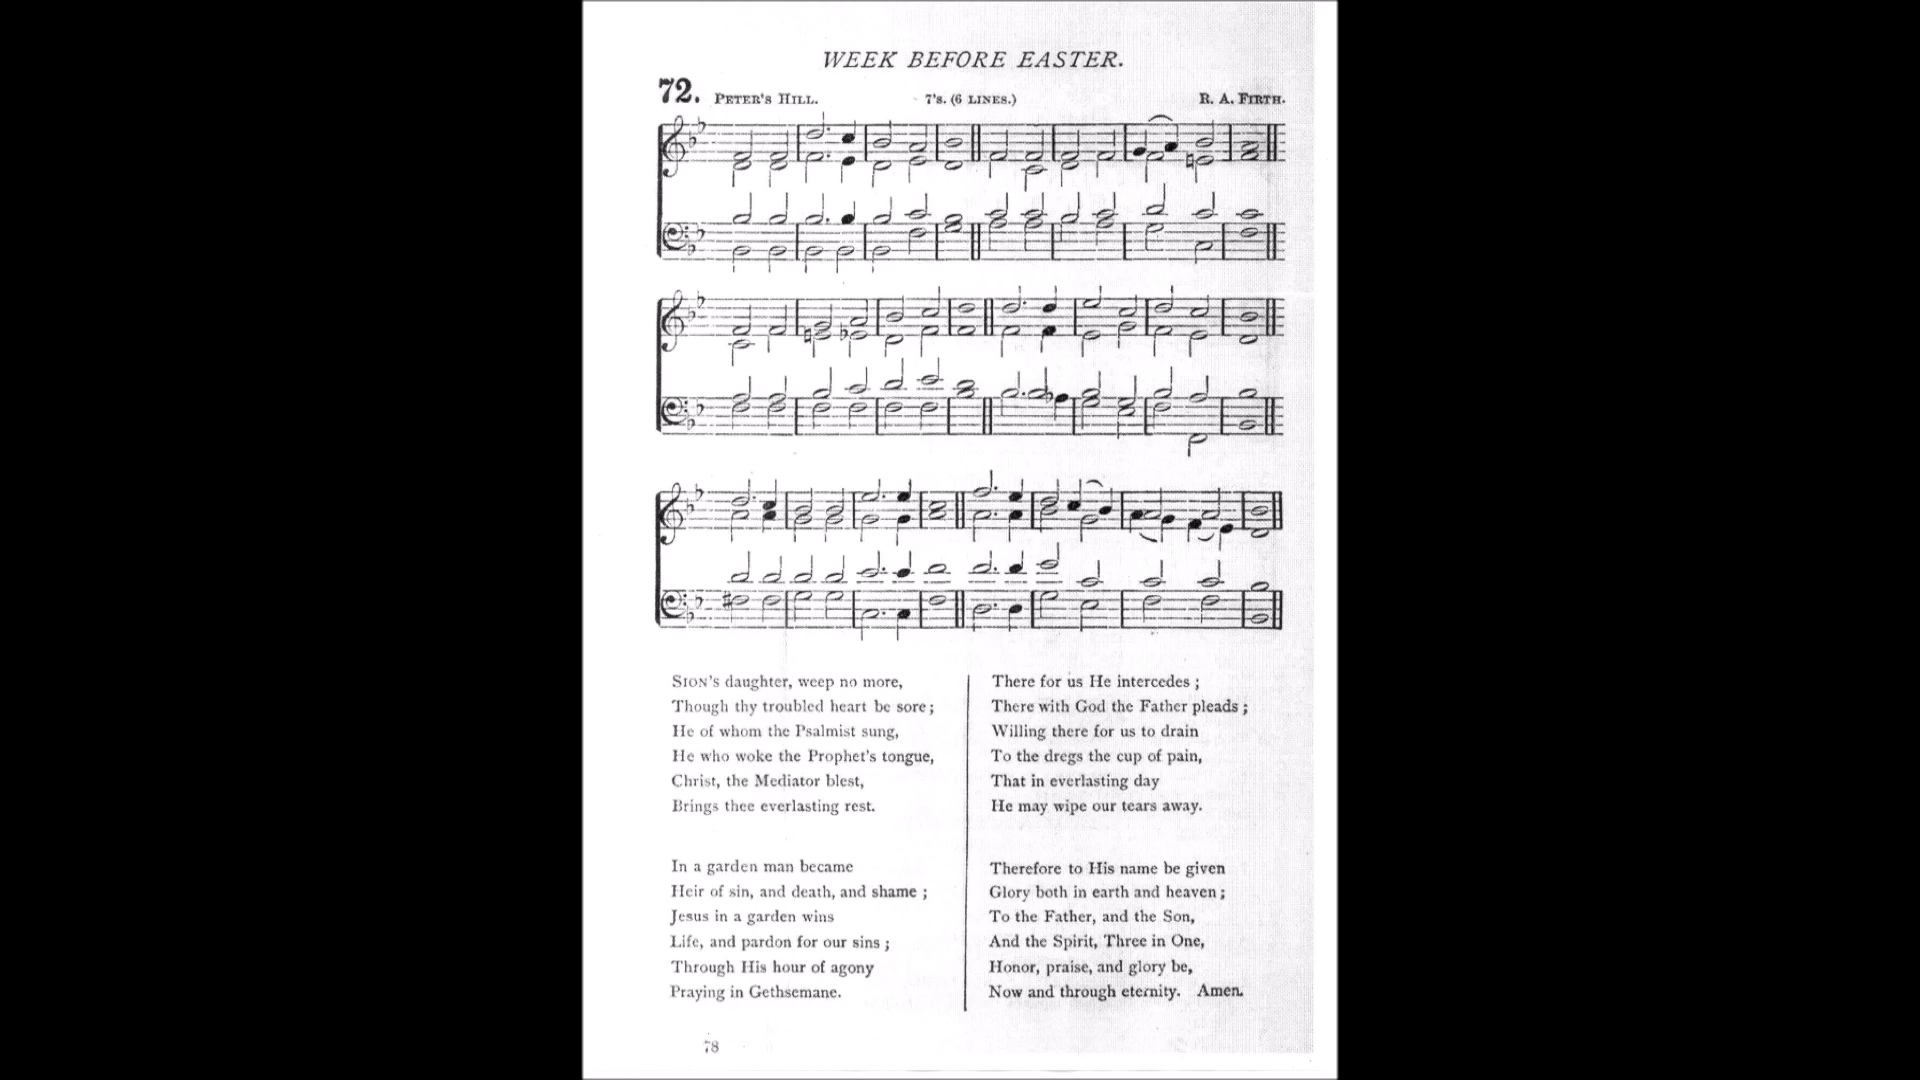 WEEK BEFORE EASTER.
72. PETER'S HILL. 7's. (6 LINES.) R. A. FIRTH.
SION'S daughter, weep no more,
Though thy troubled heart be sore;
He of whom the Psalmist sung,
He who woke the Prophet's tongue,
Christ, the Mediator blest,
Brings thee everlasting rest.
In a garden man became
Heir of sin, and death, and shame;
Jesus in a garden wins
Life, and pardon for our sins;
Through His hour of agony
Praying in Gethsemane.
There for us He intercedes;
There with God the Father pleads;
Willing there for us to drain
To the dregs the cup of pain,
That in everlasting day
He may wipe our tears away.
Therefore to His name be given
Glory both in earth and heaven;
To the Father, and the Son,
And the Spirit, Three in One,
Honor, praise, and glory be,
Now and through eternity. Amen.
78